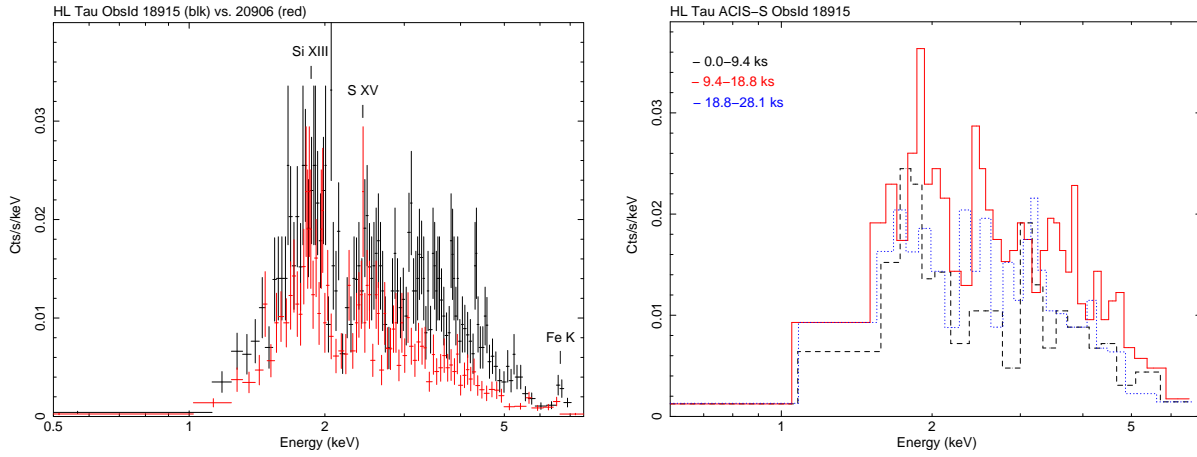 HL Tau ObsId 18915 (blk) vs. 20906 (red)
Si XIII
S XV
Fe K
Cts/s/keV
0
0.01
0.02
0.03
0.5
1
2
5
Energy (keV)
HL Tau ACIS−S ObsId 18915
− 0.0−9.4 ks
− 9.4−18.8 ks
− 18.8−28.1 ks
Cts/s/keV
0
0.01
0.02
0.03
1
2
5
Energy (keV)